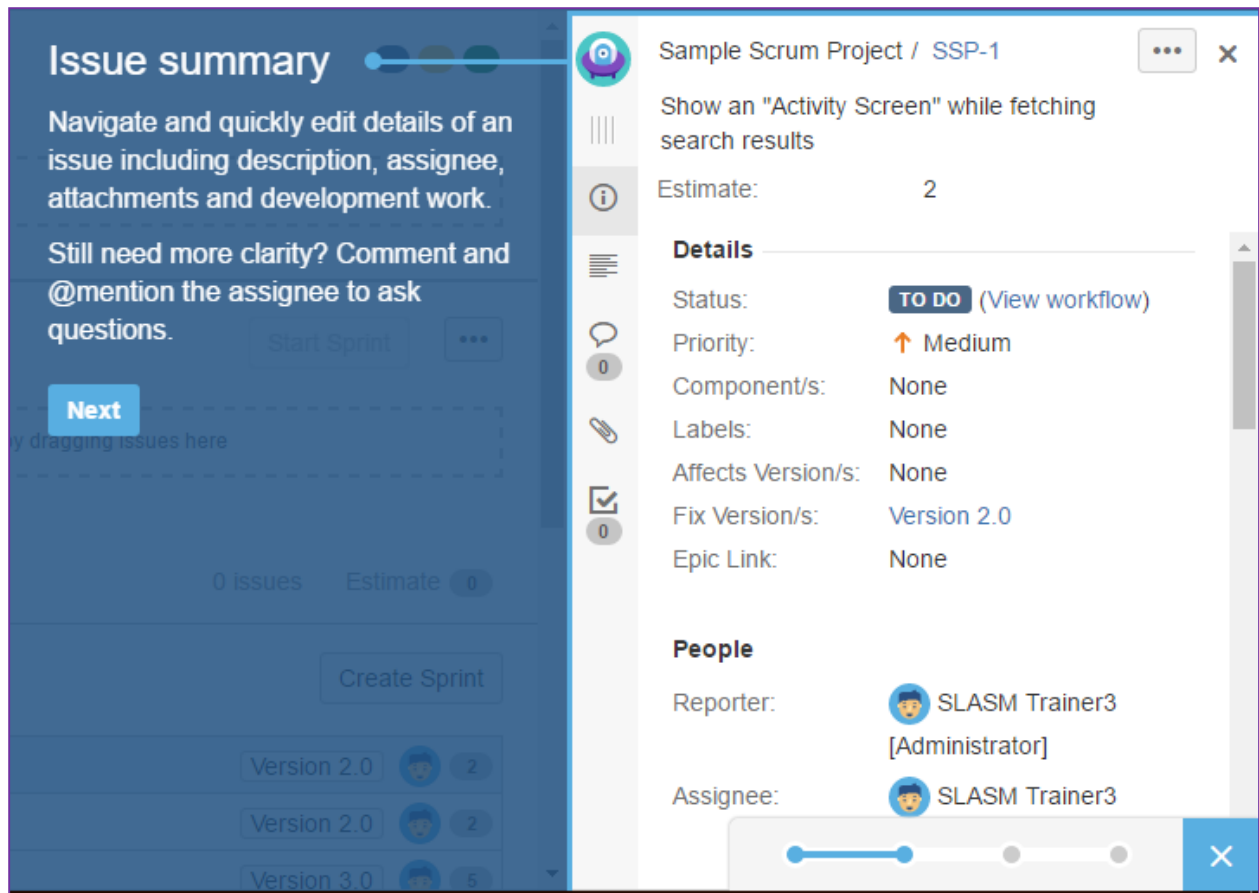 Issue summary
Navigate and quickly edit details of an
issue including description, assignee,
attachments and development work.
Still need more clarity? Comment and
@mention the assignee to ask
questions.
Start Sprint •••
Next
y dragging issues here
0 issues Estimate 0
Create Sprint
Version 2.0 2
Version 2.0 2
Version 3.0 5
Sample Scrum Project / SSP-1 •••
Show an "Activity Screen" while fetching
search results
Estimate: 2
0
0
Details
Status: TO DO (View workflow)
Priority: Medium
Component/s: None
Labels: None
Affects Version/s: None
Fix Version/s: Version 2.0
Epic Link: None
People
Reporter: SLASM Trainer3
[Administrator]
Assignee: SLASM Trainer3